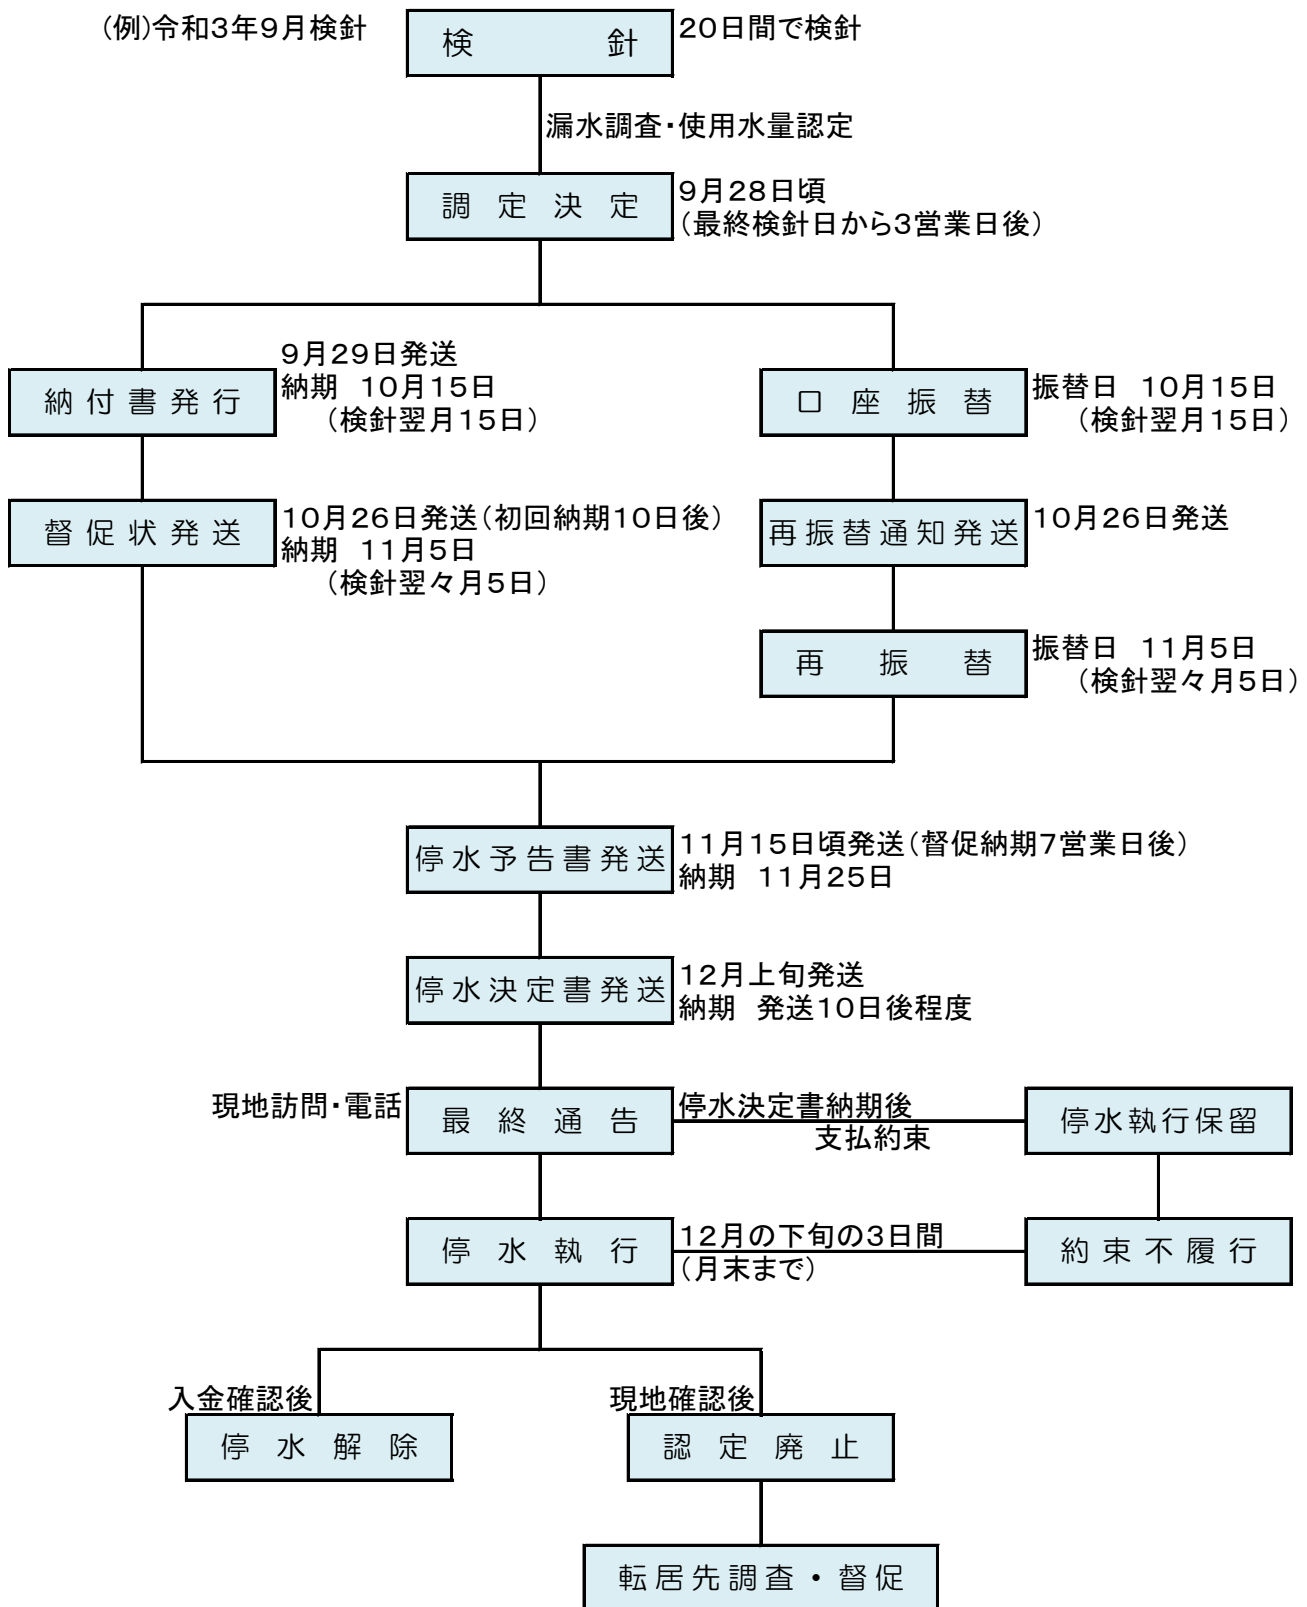 (例)令和3年9月検針
検針
20日間で検針
漏水調査・使用水量認定
調定決定
9月28日頃
(最終検針日から3営業日後)
納付書発行
9月29日発送
納期 10月15日
(検針翌月15日)
口座振替
振替日 10月15日
(検針翌月15日)
督促状発送
10月26日発送(初回納期10日後)
納期 11月5日
(検針翌々月5日)
再振替通知発送
10月26日発送
再振替
振替日 11月5日
(検針翌々月5日)
停水予告書発送
11月15日頃発送(督促納期7営業日後)
納期 11月25日
停水決定書発送
12月上旬発送
納期 発送10日後程度
現地訪問・電話
最終通告
停水決定書納期後
支払約束
停水執行保留
停水執行
12月の下旬の3日間
(月末まで)
約束不履行
入金確認後
停水解除
現地確認後
認定廃止
転居先調査・督促